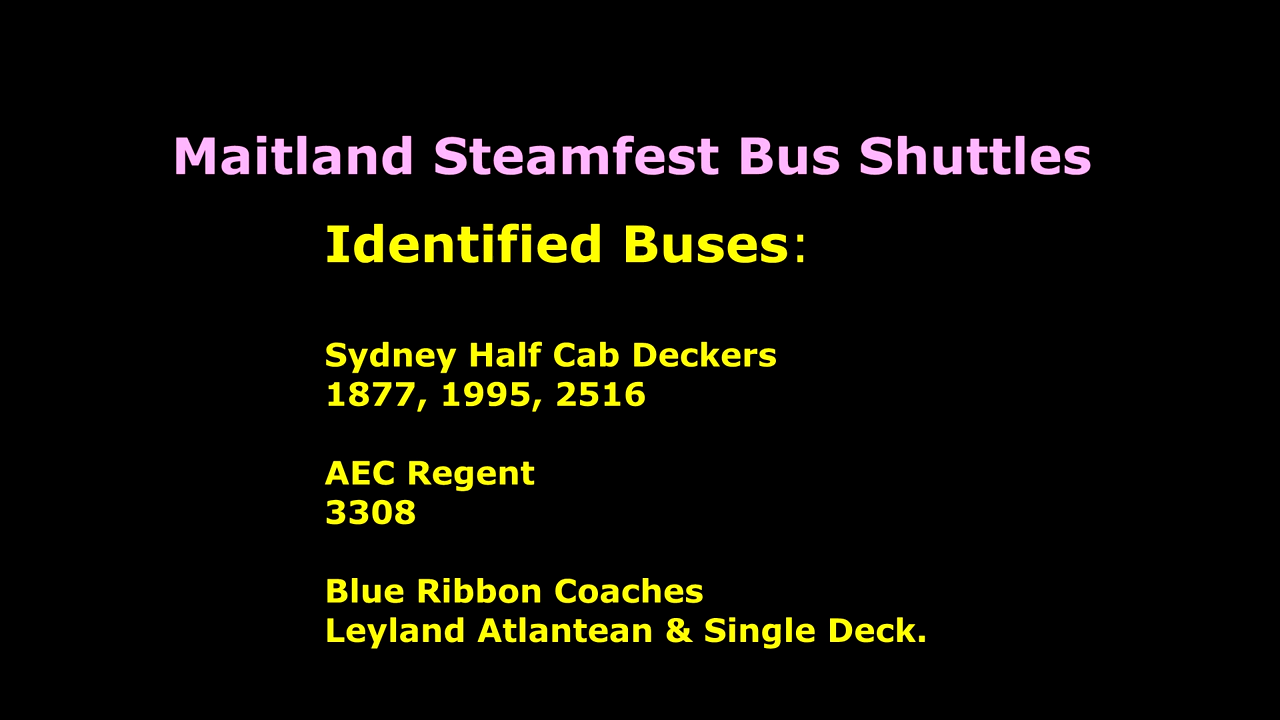 Maitland Steamfest Bus Shuttles
Identified Buses:
Sydney Half Cab Deckers
1877, 1995, 2516
AEC Regent
3308
Blue Ribbon Coaches
Leyland Atlantean & Single Deck.